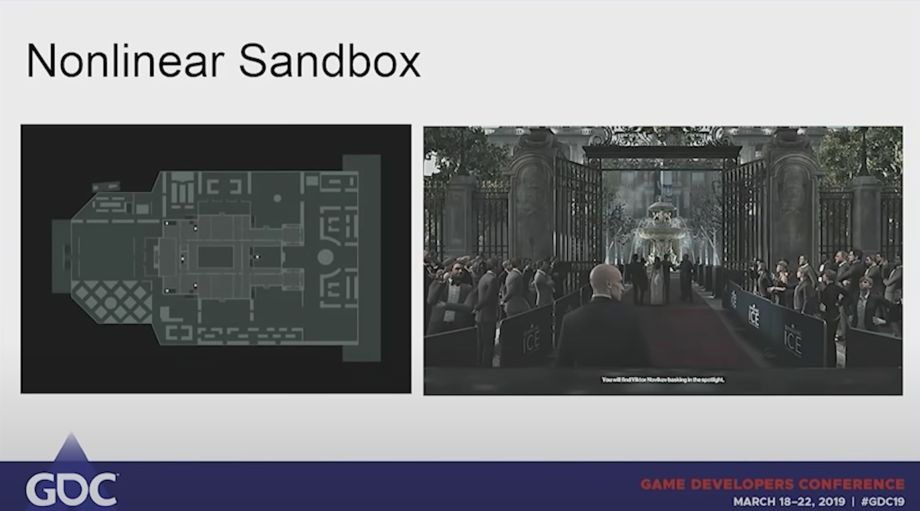 Nonlinear Sandbox
ICE
ICE
ICE
You will find Viktor Novikov basking in the spotlight.
GDC
GAME DEVELOPERS CONFERENCE
MARCH 18–22, 2019 | #GDC19